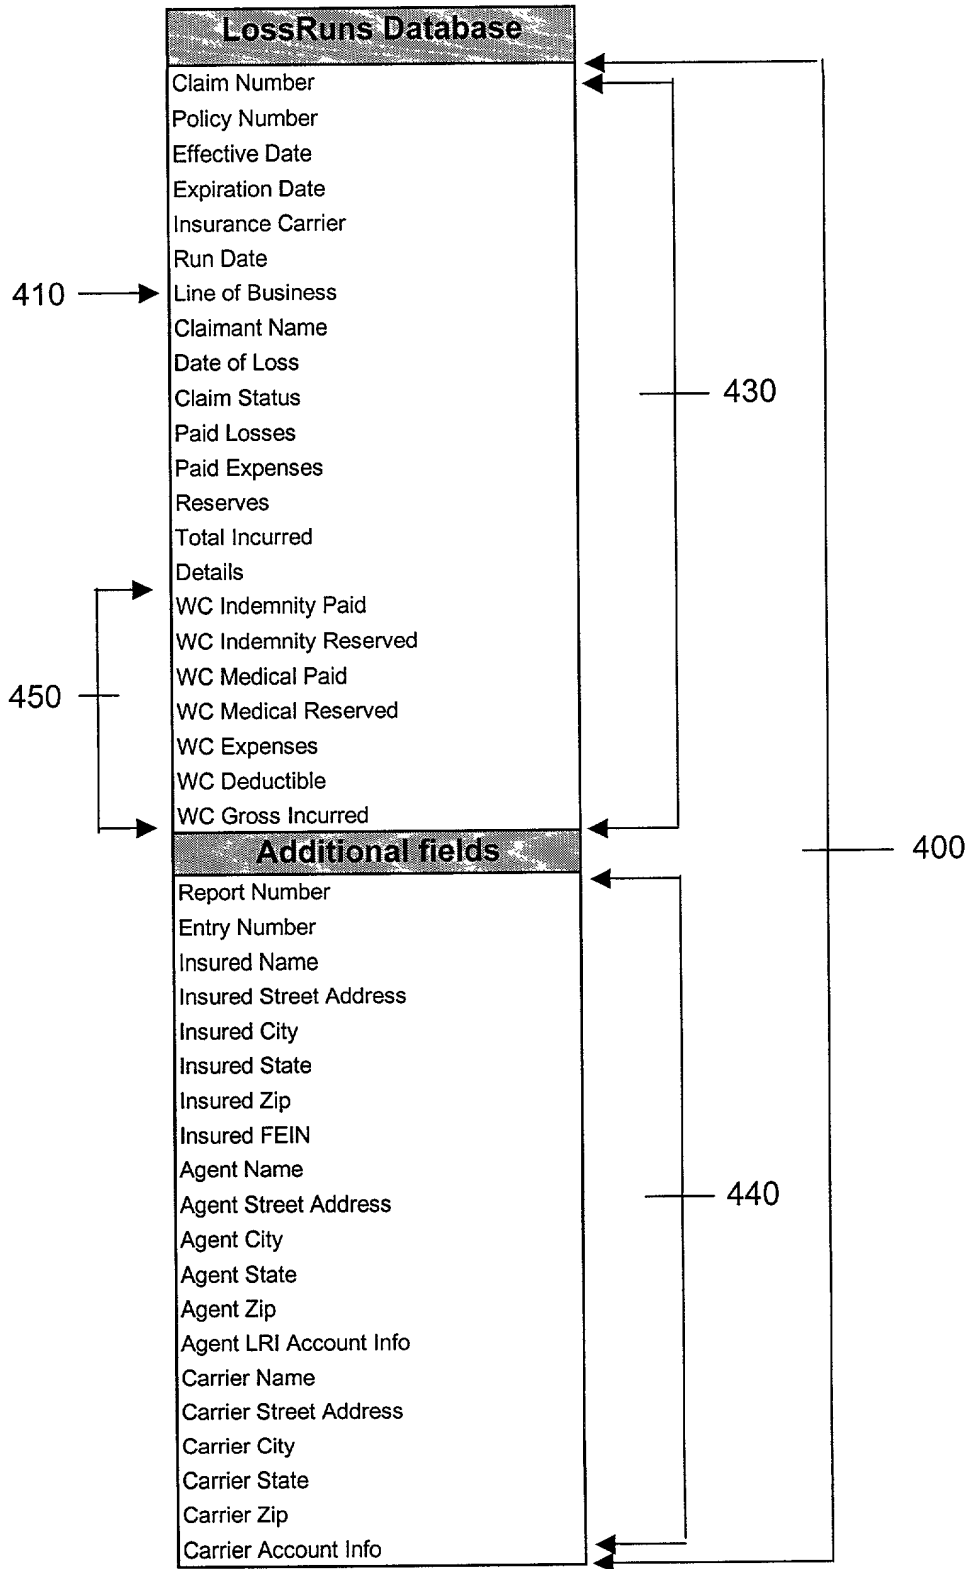 LossRuns Database
Claim Number
Policy Number
Effective Date
Expiration Date
Insurance Carrier
Run Date
410
Line of Business
Claimant Name
Date of Loss
Claim Status
430
Paid Losses
Paid Expenses
Reserves
Total Incurred
Details
WC Indemnity Paid
WC Indemnity Reserved
WC Medical Paid
450
WC Medical Reserved
WC Expenses
WC Deductible
WC Gross Incurred
Additional fields
400
Report Number
Entry Number
Insured Name
Insured Street Address
Insured City
Insured State
Insured Zip
Insured FEIN
Agent Name
Agent Street Address
440
Agent City
Agent State
Agent Zip
Agent LRI Account Info
Carrier Name
Carrier Street Address
Carrier City
Carrier State
Carrier Zip
Carrier Account Info